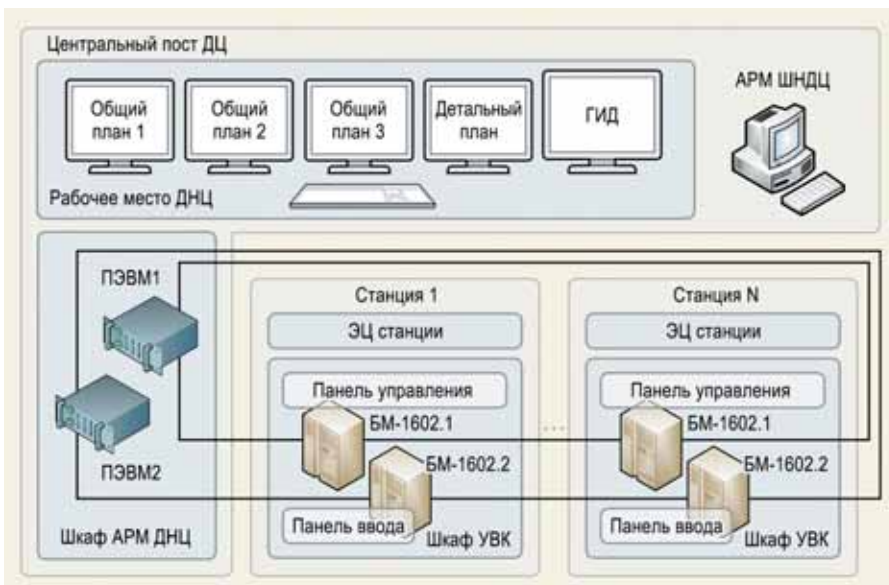 Центральный пост ДЦ
Общий
план 1
Общий
план 2
Общий
план 3
Детальный
план
ГИД
АРМ ШНДЦ
Рабочее место ДНЦ
ПЭВМ1
ПЭВМ2
Шкаф АРМ ДНЦ
Станция 1
ЭЦ станции
Панель управления
БМ-1602.1
БМ-1602.2
Панель ввода
Шкаф УВК
...
Станция N
ЭЦ станции
Панель управления
БМ-1602.1
БМ-1602.2
Панель ввода
Шкаф УВК